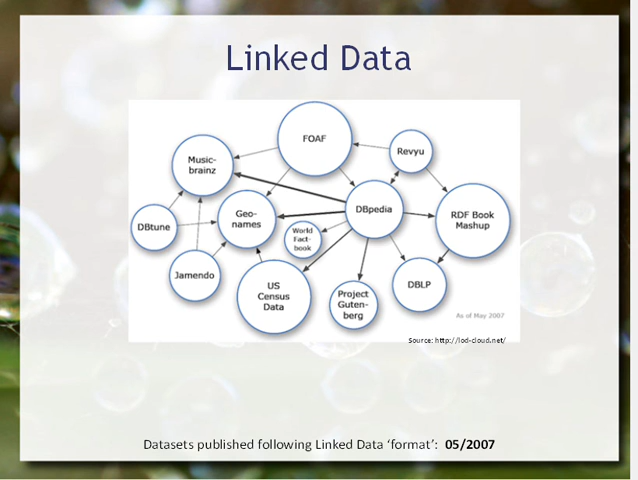 Linked Data
FOAF
Music-
brainz
Revyu
DBpedia
Geo-
names
RDF Book
Mashup
DBtune
World
Fact-
book
Jamendo
US
Census
Data
Project
Guten-
berg
DBLP
As of May 2007
Source: http://lod-cloud.net/
Datasets published following Linked Data ‘format’: 05/2007